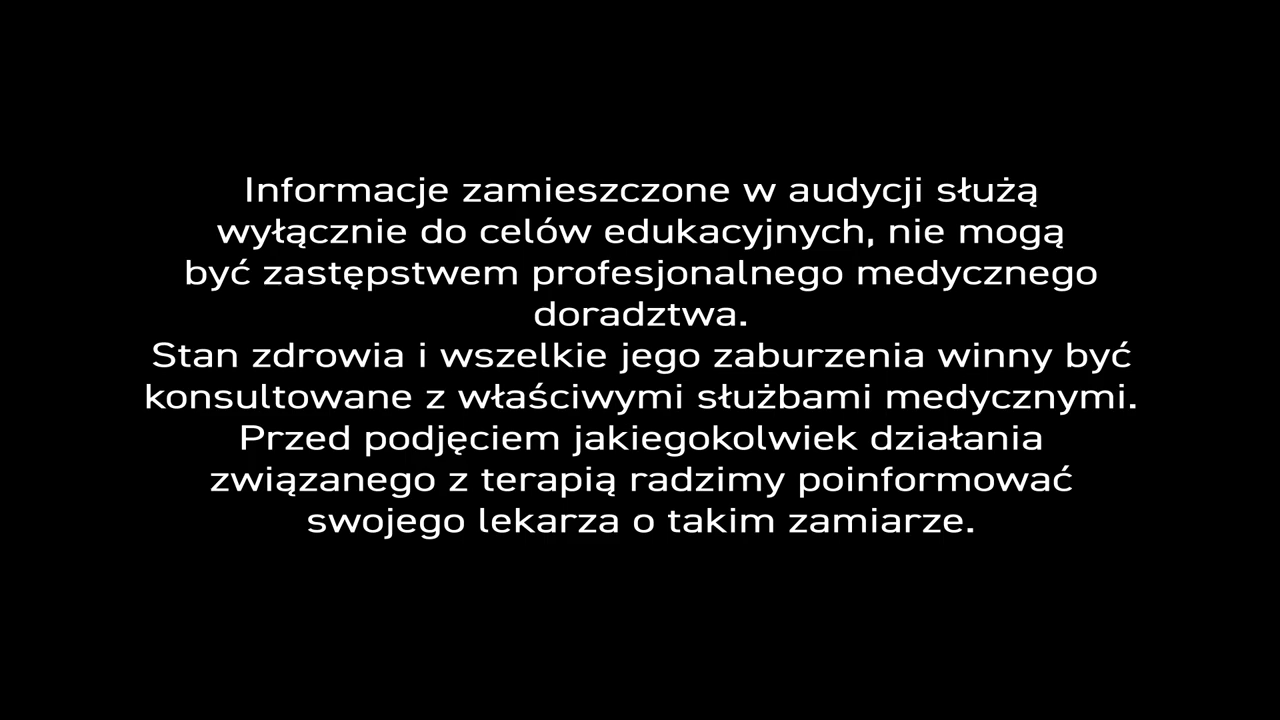 Informacje zamieszczone w audycji służą
wyłącznie do celów edukacyjnych, nie mogą
być zastępstwem profesjonalnego medycznego
doradztwa.
Stan zdrowia i wszelkie jego zaburzenia winny być
konsultowane z właściwymi służbami medycznymi.
Przed podjęciem jakiegokolwiek działania
związanego z terapią radzimy poinformować
swojego lekarza o takim zamiarze.